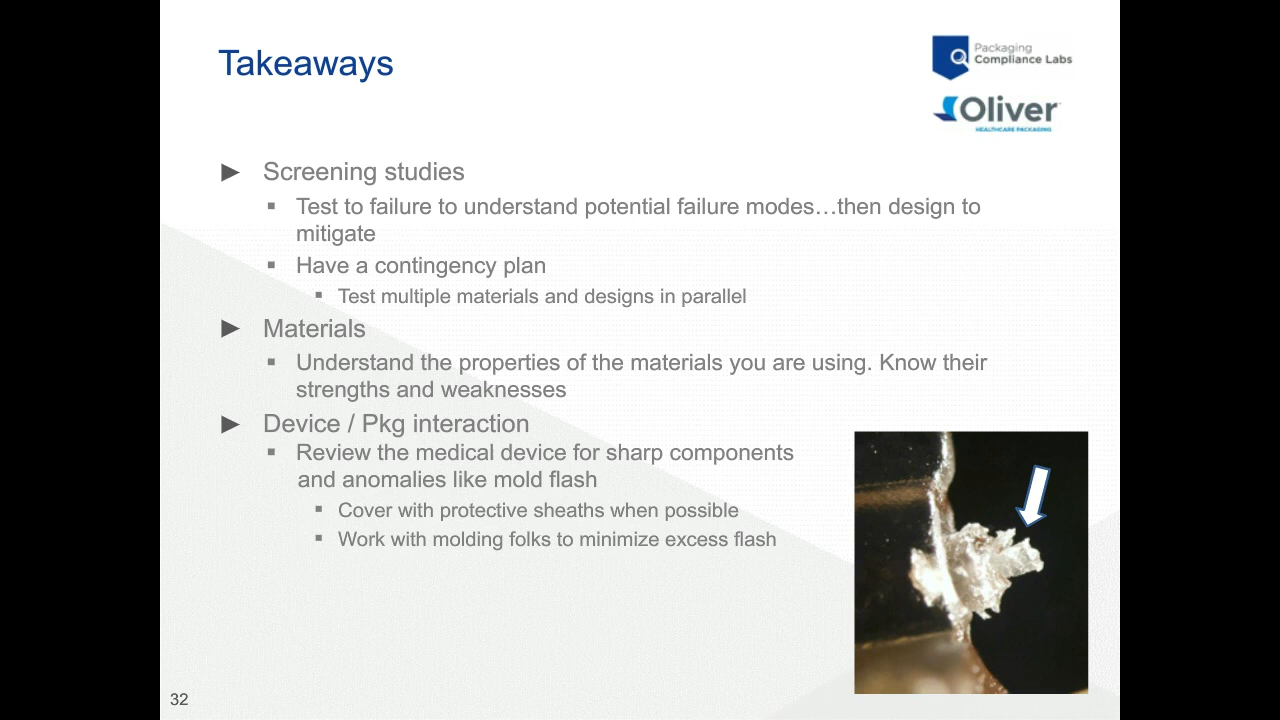 Takeaways
Packaging
Compliance Labs
Oliver
HEALTHCARE PACKAGING
► Screening studies
▪ Test to failure to understand potential failure modes…then design to
mitigate
▪ Have a contingency plan
▪ Test multiple materials and designs in parallel
► Materials
▪ Understand the properties of the materials you are using. Know their
strengths and weaknesses
► Device / Pkg interaction
▪ Review the medical device for sharp components
and anomalies like mold flash
▪ Cover with protective sheaths when possible
▪ Work with molding folks to minimize excess flash
32